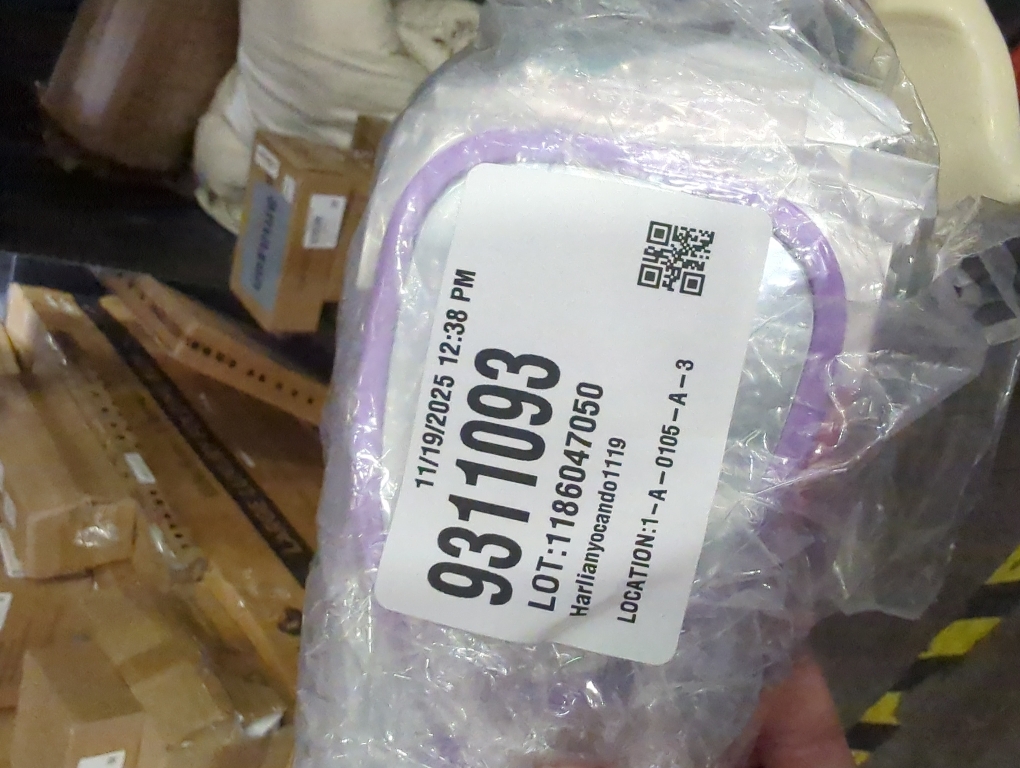 11/19/2025 12:38 PM
9311093
LOT:1186047050
Harlianyocando1119
LOCATION:1-A-0105-A-3